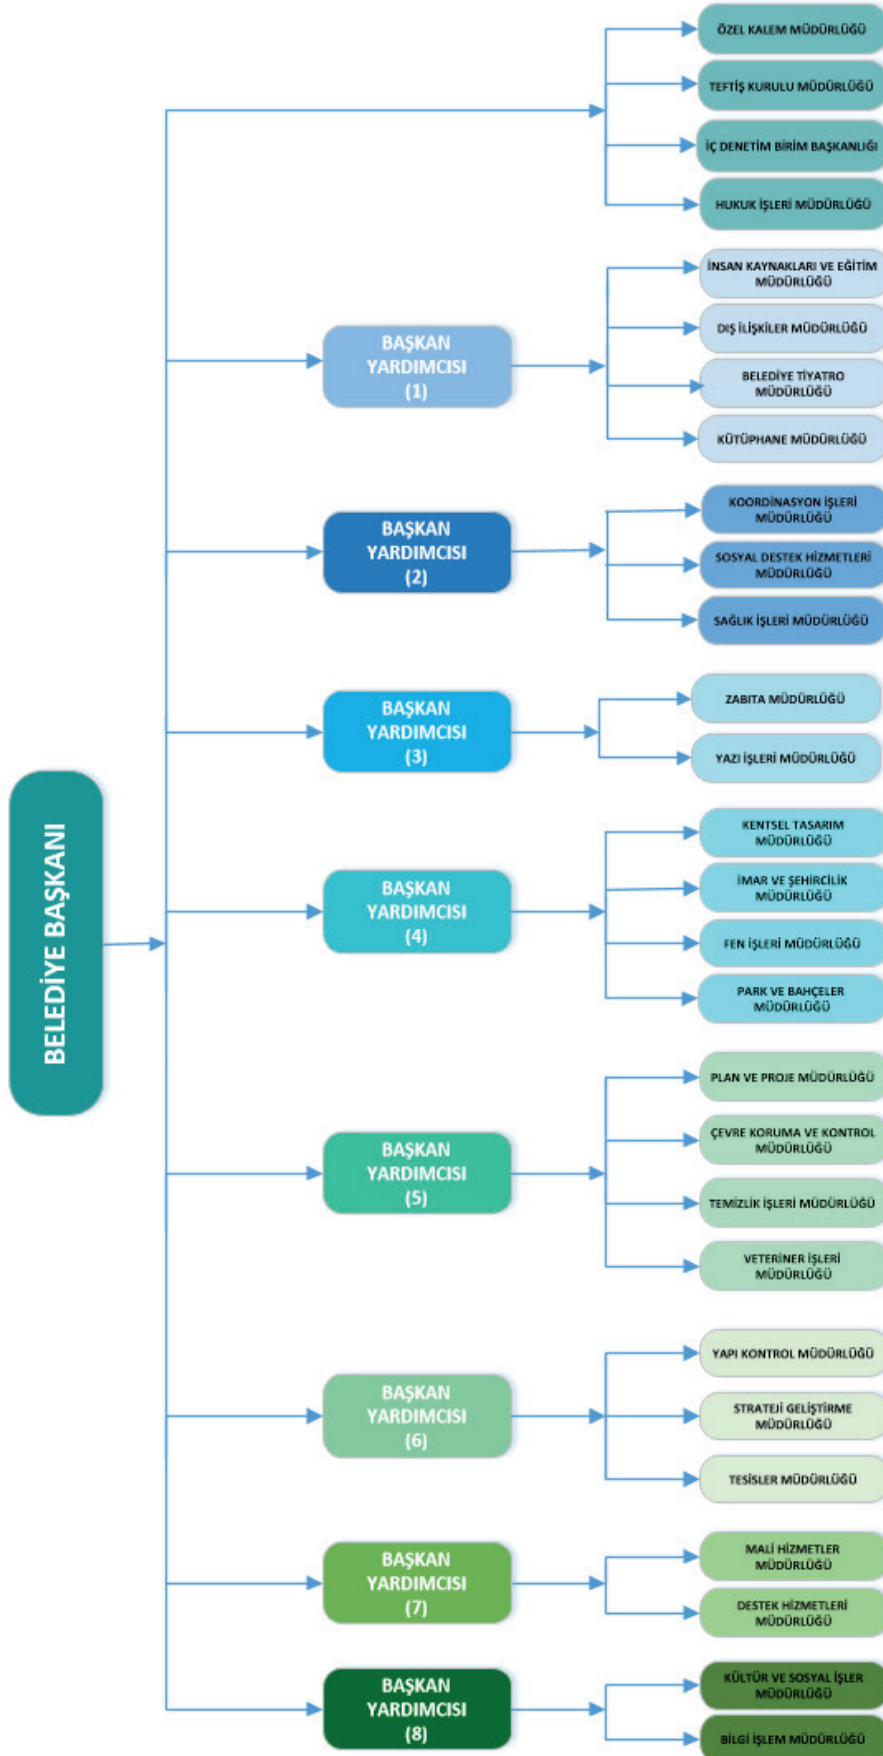 BELEDİYE BAŞKANI
ÖZEL KALEM MÜDÜRLÜĞÜ
TEFTİŞ KURULU MÜDÜRLÜĞÜ
İÇ DENETİM BİRİM BAŞKANLIĞI
HUKUK İŞLERİ MÜDÜRLÜĞÜ
BAŞKAN
YARDIMCISI
(1)
İNSAN KAYNAKLARI VE EĞİTİM
MÜDÜRLÜĞÜ
DIŞ İLİŞKİLER MÜDÜRLÜĞÜ
BELEDİYE TİYATRO
MÜDÜRLÜĞÜ
KÜTÜPHANE MÜDÜRLÜĞÜ
BAŞKAN
YARDIMCISI
(2)
KOORDİNASYON İŞLERİ
MÜDÜRLÜĞÜ
SOSYAL DESTEK HİZMETLERİ
MÜDÜRLÜĞÜ
SAĞLIK İŞLERİ MÜDÜRLÜĞÜ
BAŞKAN
YARDIMCISI
(3)
ZABITA MÜDÜRLÜĞÜ
YAZI İŞLERİ MÜDÜRLÜĞÜ
BAŞKAN
YARDIMCISI
(4)
KENTSEL TASARIM
MÜDÜRLÜĞÜ
İMAR VE ŞEHİRCİLİK
MÜDÜRLÜĞÜ
FEN İŞLERİ MÜDÜRLÜĞÜ
PARK VE BAHÇELER
MÜDÜRLÜĞÜ
BAŞKAN
YARDIMCISI
(5)
PLAN VE PROJE MÜDÜRLÜĞÜ
ÇEVRE KORUMA VE KONTROL
MÜDÜRLÜĞÜ
TEMİZLİK İŞLERİ MÜDÜRLÜĞÜ
VETERİNER İŞLERİ
MÜDÜRLÜĞÜ
BAŞKAN
YARDIMCISI
(6)
YAPI KONTROL MÜDÜRLÜĞÜ
STRATEJİ GELİŞTİRME
MÜDÜRLÜĞÜ
TESİSLER MÜDÜRLÜĞÜ
BAŞKAN
YARDIMCISI
(7)
MALİ HİZMETLER
MÜDÜRLÜĞÜ
DESTEK HİZMETLERİ
MÜDÜRLÜĞÜ
BAŞKAN
YARDIMCISI
(8)
KÜLTÜR VE SOSYAL İŞLER
MÜDÜRLÜĞÜ
BİLGİ İŞLEM MÜDÜRLÜĞÜ